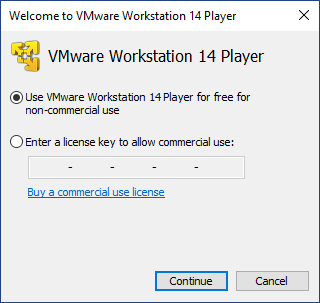 Welcome to VMware Workstation 14 Player
VMware Workstation 14 Player
Use VMware Workstation 14 Player for free for
non-commercial use
Enter a license key to allow commercial use:
- - - -
Buy a commercial use license
Continue Cancel